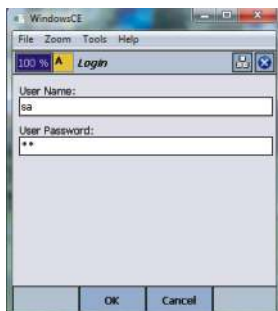 WindowsCE
File Zoom Tools Help
100 % A Login
User Name:
sa
User Password:
**
OK Cancel